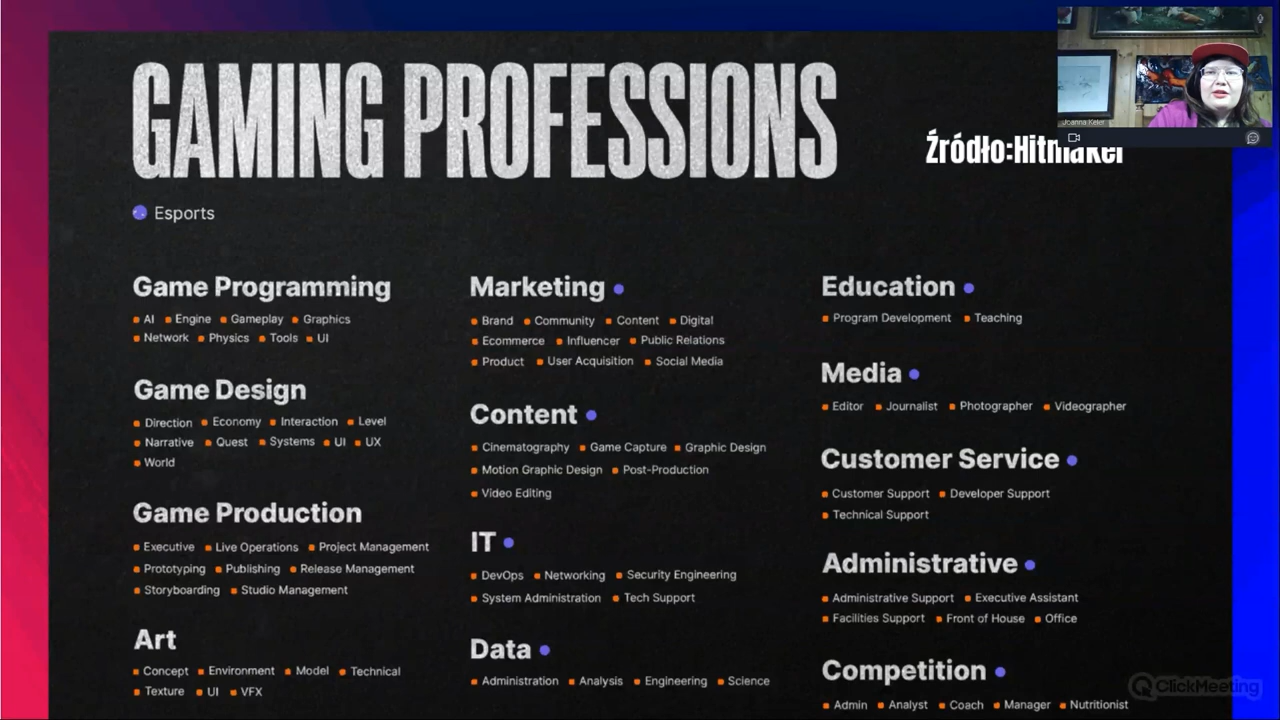 GAMING PROFESSIONS
Joanna Keler
Źródło:Hitmaker
Esports
Game Programming
AI Engine Gameplay Graphics
Network Physics Tools UI
Game Design
Direction Economy Interaction Level
Narrative Quest Systems UI UX
World
Game Production
Executive Live Operations Project Management
Prototyping Publishing Release Management
Storyboarding Studio Management
Art
Concept Environment Model Technical
Texture UI VFX
Marketing
Brand Community Content Digital
Ecommerce Influencer Public Relations
Product User Acquisition Social Media
Content
Cinematography Game Capture Graphic Design
Motion Graphic Design Post-Production
Video Editing
IT
DevOps Networking Security Engineering
System Administration Tech Support
Data
Administration Analysis Engineering Science
Education
Program Development Teaching
Media
Editor Journalist Photographer Videographer
Customer Service
Customer Support Developer Support
Technical Support
Administrative
Administrative Support Executive Assistant
Facilities Support Front of House Office
Competition
Admin Analyst Coach Manager Nutritionist
ClickMeeting